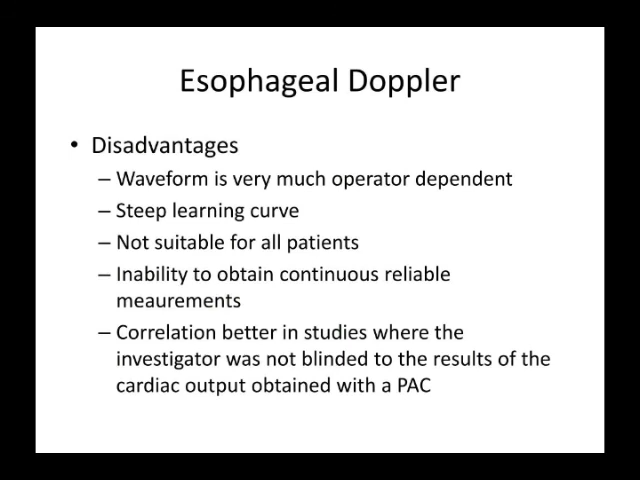 Esophageal Doppler
• Disadvantages
– Waveform is very much operator dependent
– Steep learning curve
– Not suitable for all patients
– Inability to obtain continuous reliable
meaurements
– Correlation better in studies where the
investigator was not blinded to the results of the
cardiac output obtained with a PAC